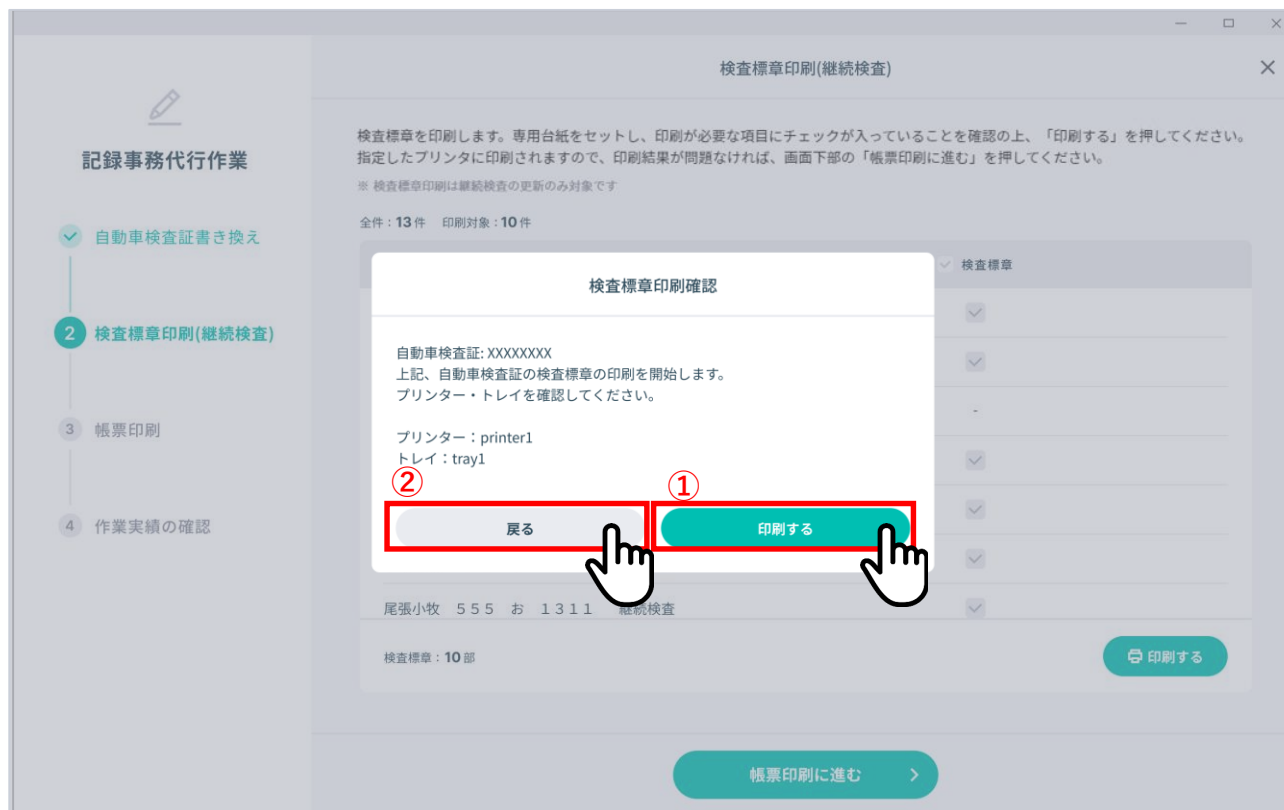 検査標章印刷(継続検査)
記録事務代行作業
自動車検査証書き換え
2 検査標章印刷(継続検査)
3 帳票印刷
4 作業実績の確認
検査標章を印刷します。専用台紙をセットし、印刷が必要な項目にチェックが入っていることを確認の上、「印刷する」を押してください。
指定したプリンタに印刷されますので、印刷結果が問題なければ、画面下部の「帳票印刷に進む」を押してください。
※ 検査標章印刷は継続検査の更新のみ対象です
全件：13 件　印刷対象：10 件
検査標章
-
検査標章印刷確認
自動車検査証: XXXXXXXX
上記、自動車検査証の検査標章の印刷を開始します。
プリンター・トレイを確認してください。
プリンター：printer1
トレイ：tray1
② ①
戻る 印刷する
尾張小牧　５５５　お　１３１１　継続検査
検査標章：10 部
印刷する
帳票印刷に進む